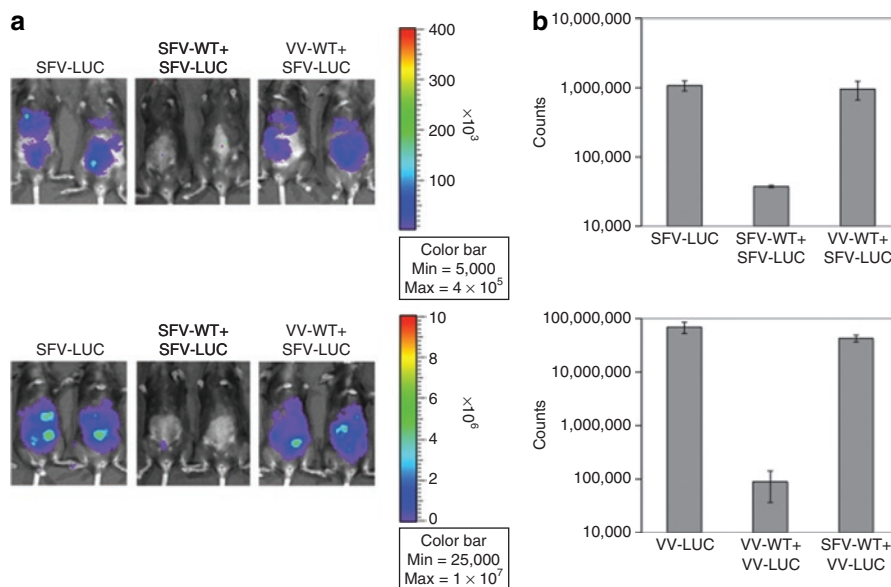 a
SFV-LUC
SFV-WT+
SFV-LUC
VV-WT+
SFV-LUC
400
300
200
100
×10³
Color bar
Min = 5,000
Max = 4 × 10⁵
SFV-LUC
SFV-WT+
SFV-LUC
VV-WT+
SFV-LUC
10
8
6
4
2
0
×10⁶
Color bar
Min = 25,000
Max = 1 × 10⁷
b
10,000,000
1,000,000
100,000
10,000
Counts
SFV-LUC
SFV-WT+
SFV-LUC
VV-WT+
SFV-LUC
100,000,000
10,000,000
1,000,000
100,000
10,000
Counts
VV-LUC
VV-WT+
VV-LUC
SFV-WT+
VV-LUC